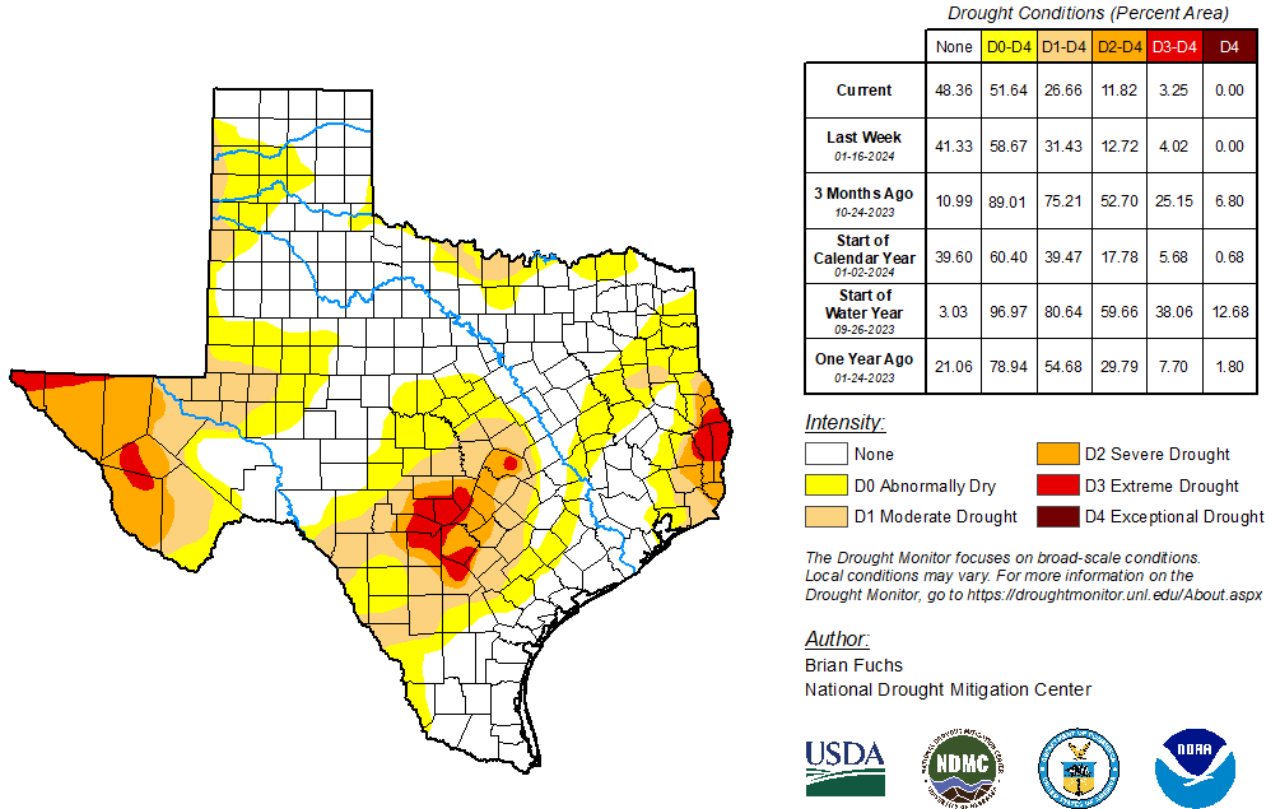 Drought Conditions (Percent Area)
None D0-D4 D1-D4 D2-D4 D3-D4 D4
Current 48.36 51.64 26.66 11.82 3.25 0.00
Last Week
01-16-2024
41.33 58.67 31.43 12.72 4.02 0.00
3 Months Ago
10-24-2023
10.99 89.01 75.21 52.70 25.15 6.80
Start of
Calendar Year
01-02-2024
39.60 60.40 39.47 17.78 5.68 0.68
Start of
Water Year
09-26-2023
3.03 96.97 80.64 59.66 38.06 12.68
One Year Ago
01-24-2023
21.06 78.94 54.68 29.79 7.70 1.80
Intensity:
None
D0 Abnormally Dry
D1 Moderate Drought
D2 Severe Drought
D3 Extreme Drought
D4 Exceptional Drought
The Drought Monitor focuses on broad-scale conditions.
Local conditions may vary. For more information on the
Drought Monitor, go to https://droughtmonitor.unl.edu/About.aspx
Author:
Brian Fuchs
National Drought Mitigation Center
USDA
NDMC
NOAA